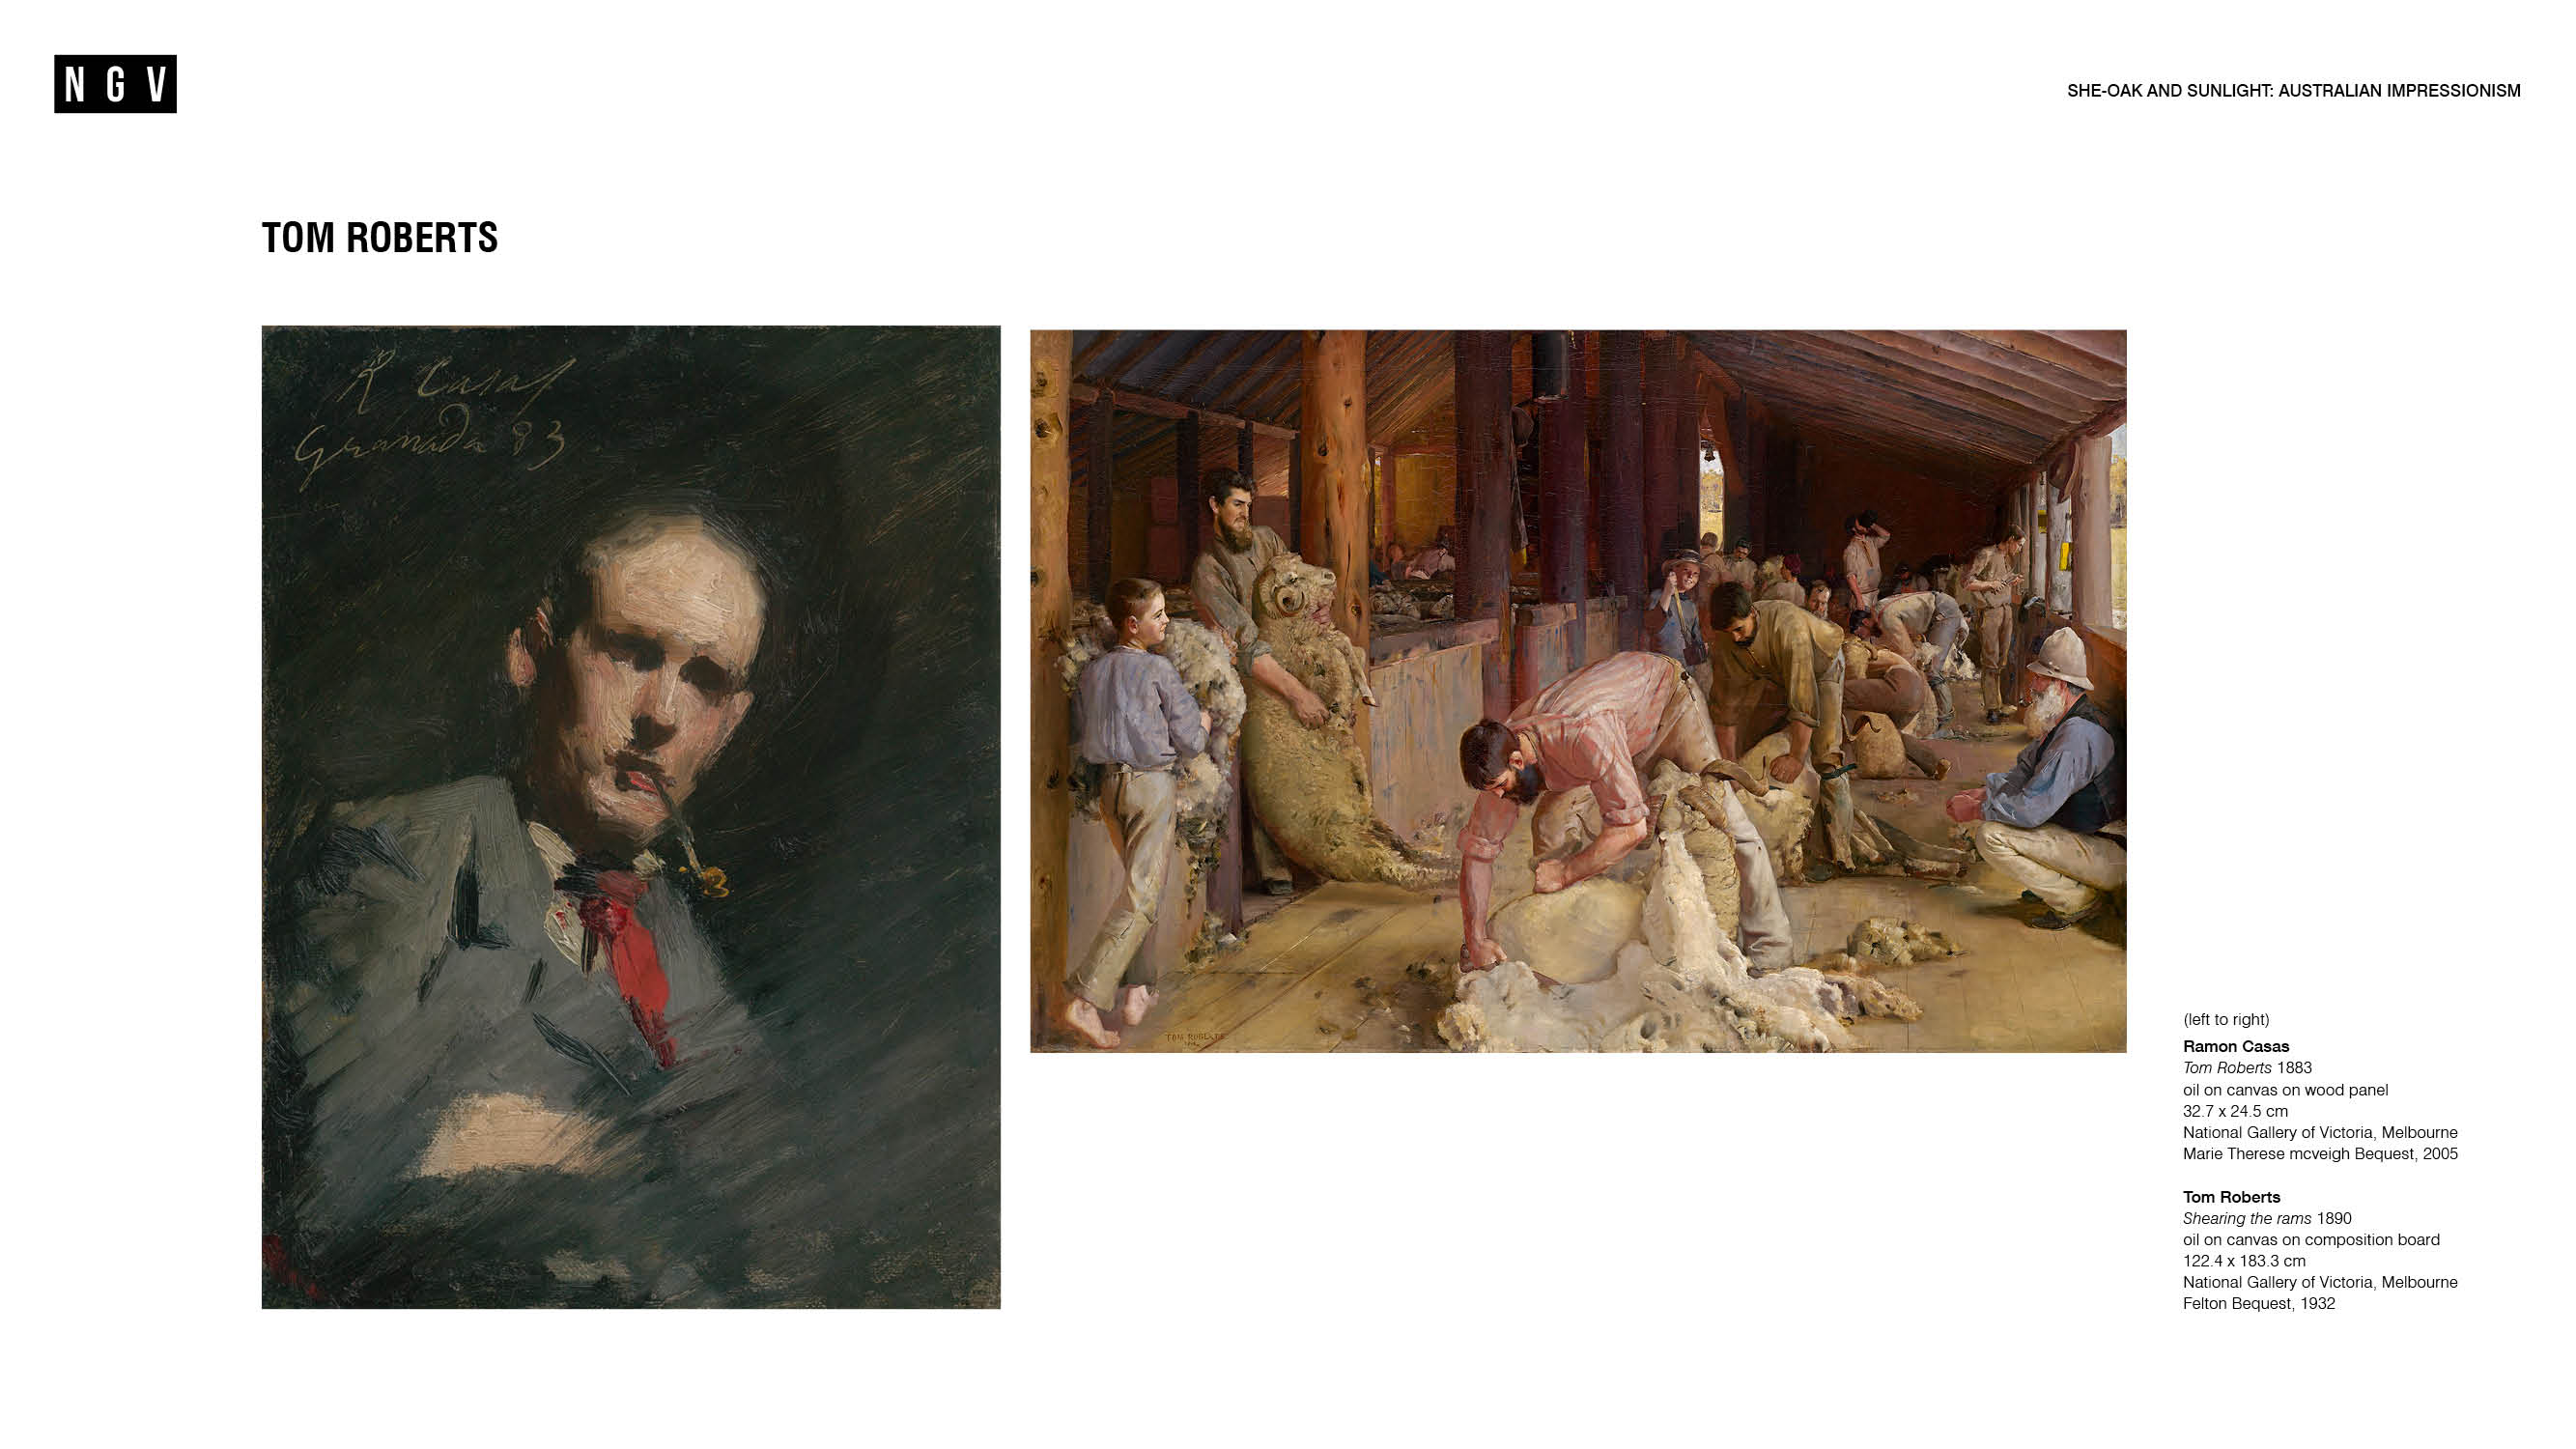 NGV
SHE-OAK AND SUNLIGHT: AUSTRALIAN IMPRESSIONISM
TOM ROBERTS
R Casas
Granada 83
TOM ROBERTS
(left to right)
Ramon Casas
Tom Roberts 1883
oil on canvas on wood panel
32.7 x 24.5 cm
National Gallery of Victoria, Melbourne
Marie Therese mcveigh Bequest, 2005
Tom Roberts
Shearing the rams 1890
oil on canvas on composition board
122.4 x 183.3 cm
National Gallery of Victoria, Melbourne
Felton Bequest, 1932